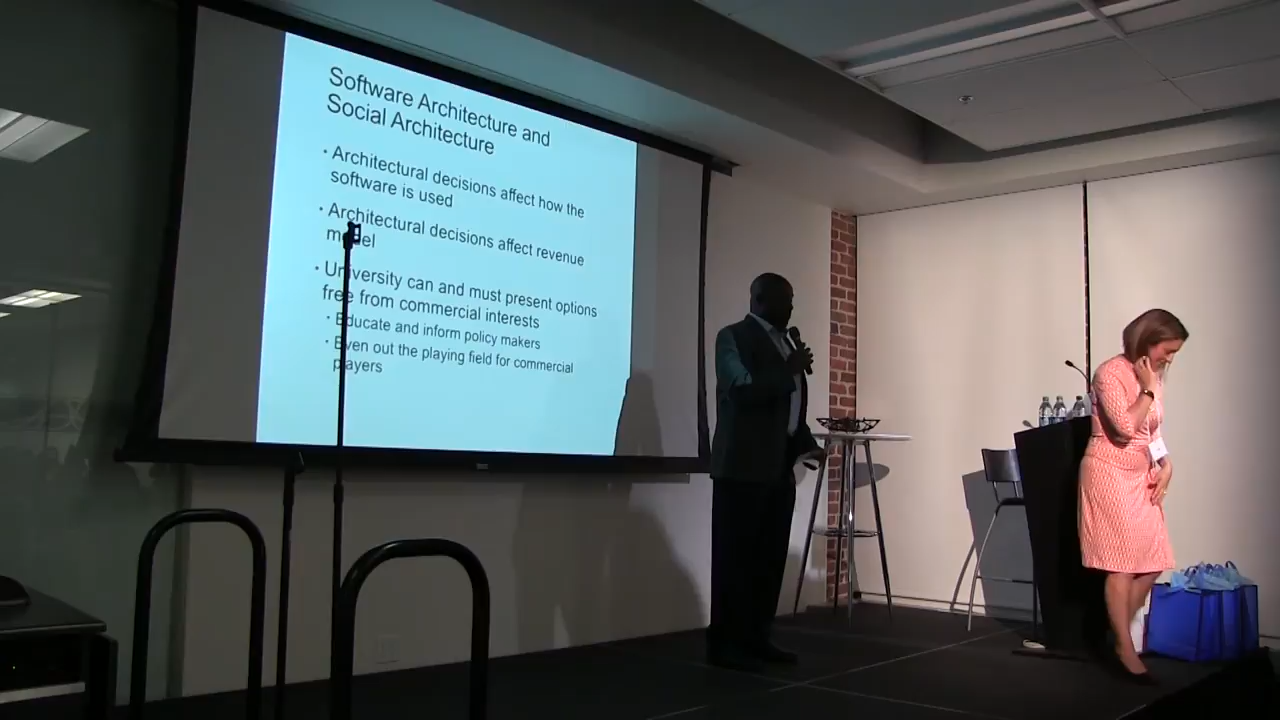 Software Architecture and
Social Architecture
• Architectural decisions affect how the
software is used
• Architectural decisions affect revenue
model
• University can and must present options
free from commercial interests
• Educate and inform policy makers
• Even out the playing field for commercial
players